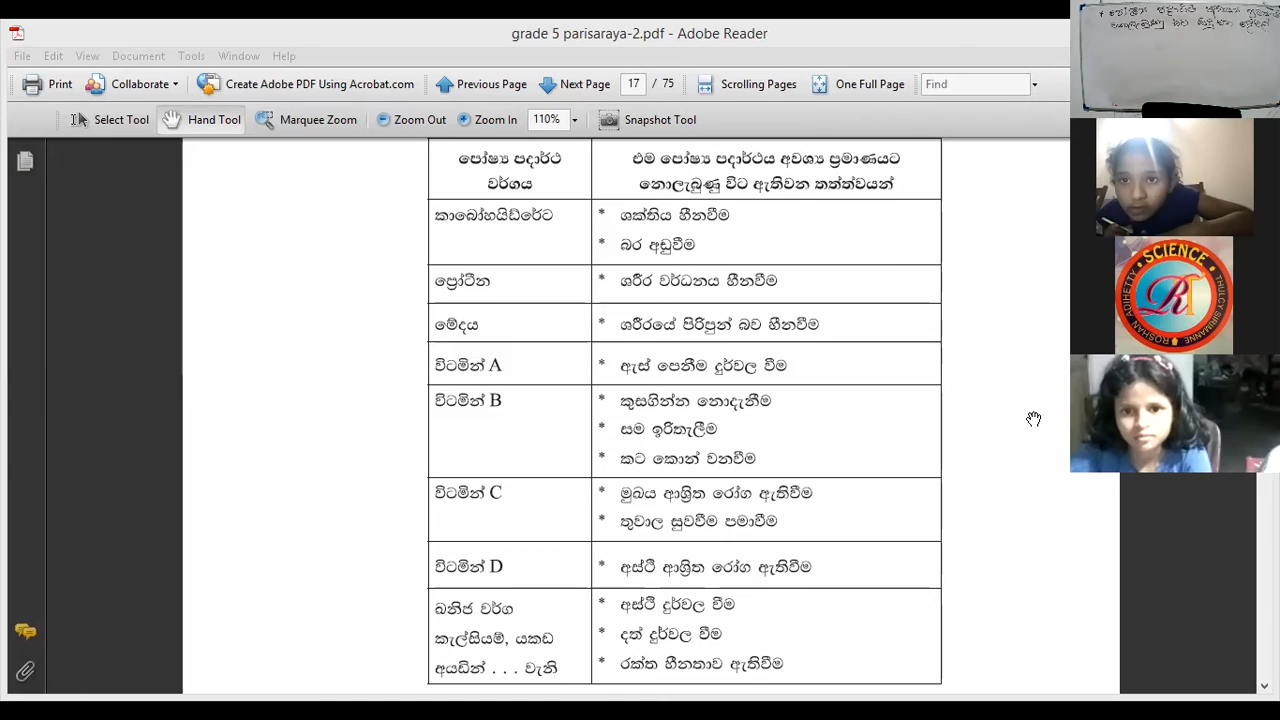 grade 5 parisaraya-2.pdf - Adobe Reader
File Edit View Document Tools Window Help
Print Collaborate Create Adobe PDF Using Acrobat.com Previous Page Next Page 17 / 75 Scrolling Pages One Full Page Find
Select Tool Hand Tool Marquee Zoom Zoom Out Zoom In 110% Snapshot Tool
පෝෂ්‍ය පදාර්ථ වර්ගය
එම පෝෂ්‍ය පදාර්ථය අවශ්‍ය ප්‍රමාණයට
නොලැබුණු විට ඇතිවන තත්ත්වයන්
කාබෝහයිඩ්රේට * ශක්තිය හීනවීම
* බර අඩුවීම
ප්‍රෝටීන * ශරීර වර්ධනය හීනවීම
මේදය * ශරීරයේ පිරිපුන් බව හීනවීම
විටමින් A * ඇස් පෙනීම දුර්වල වීම
විටමින් B * කුසගින්න නොදැනීම
* සම ඉරිතැලීම
* කට කොන් වනවීම
විටමින් C * මුඛය ආශ්‍රිත රෝග ඇතිවීම
* තුවාල සුවවීම පමාවීම
විටමින් D * අස්ථි ආශ්‍රිත රෝග ඇතිවීම
ඛනිජ වර්ග * අස්ථි දුර්වල වීම
කැල්සියම්, යකඩ * දත් දුර්වල වීම
අයඩින් . . . වැනි * රක්ත හීනතාව ඇතිවීම
SCIENCE
ROSHAN ADIHETTY
THULCY SIRIMANNE